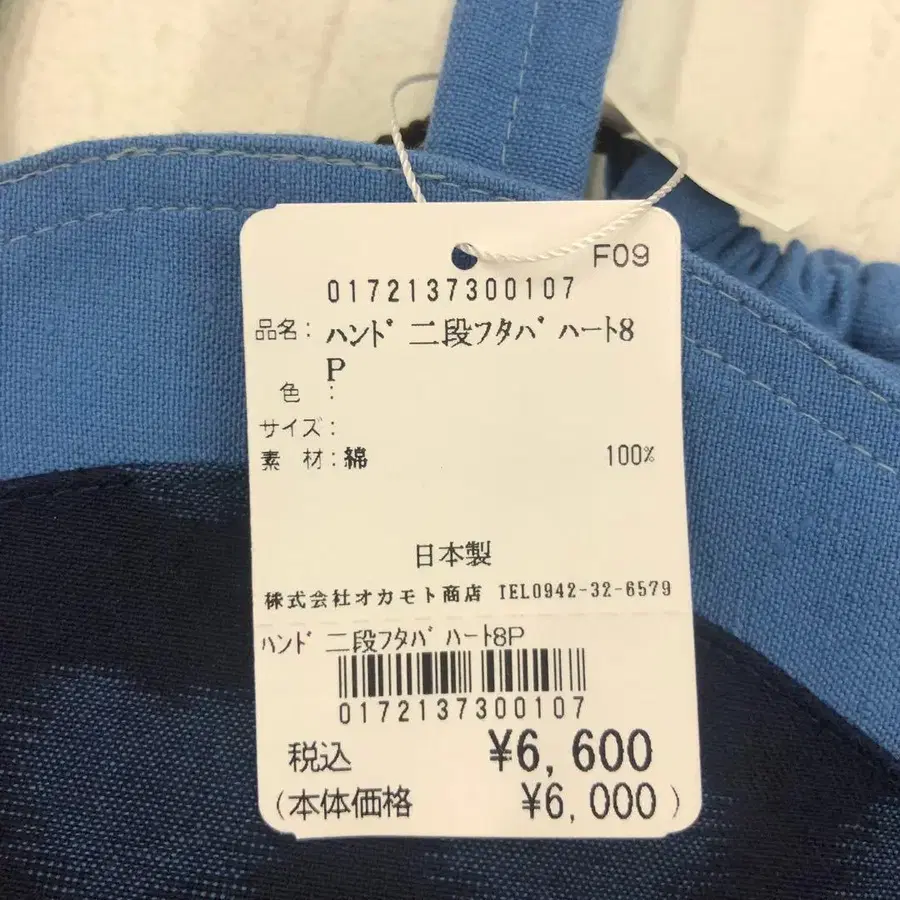 F09
0172137300107
品名：ﾊﾝﾄﾞ 二段ﾌﾀﾊﾞ ﾊｰﾄ8
P
色 ：
サイズ：
素 材：綿 100%
日本製
株式会社オカモト商店 TEL0942-32-6579
ﾊﾝﾄﾞ 二段ﾌﾀﾊﾞ ﾊｰﾄ8P
0172137300107
税込 ¥6,600
(本体価格 ¥6,000)